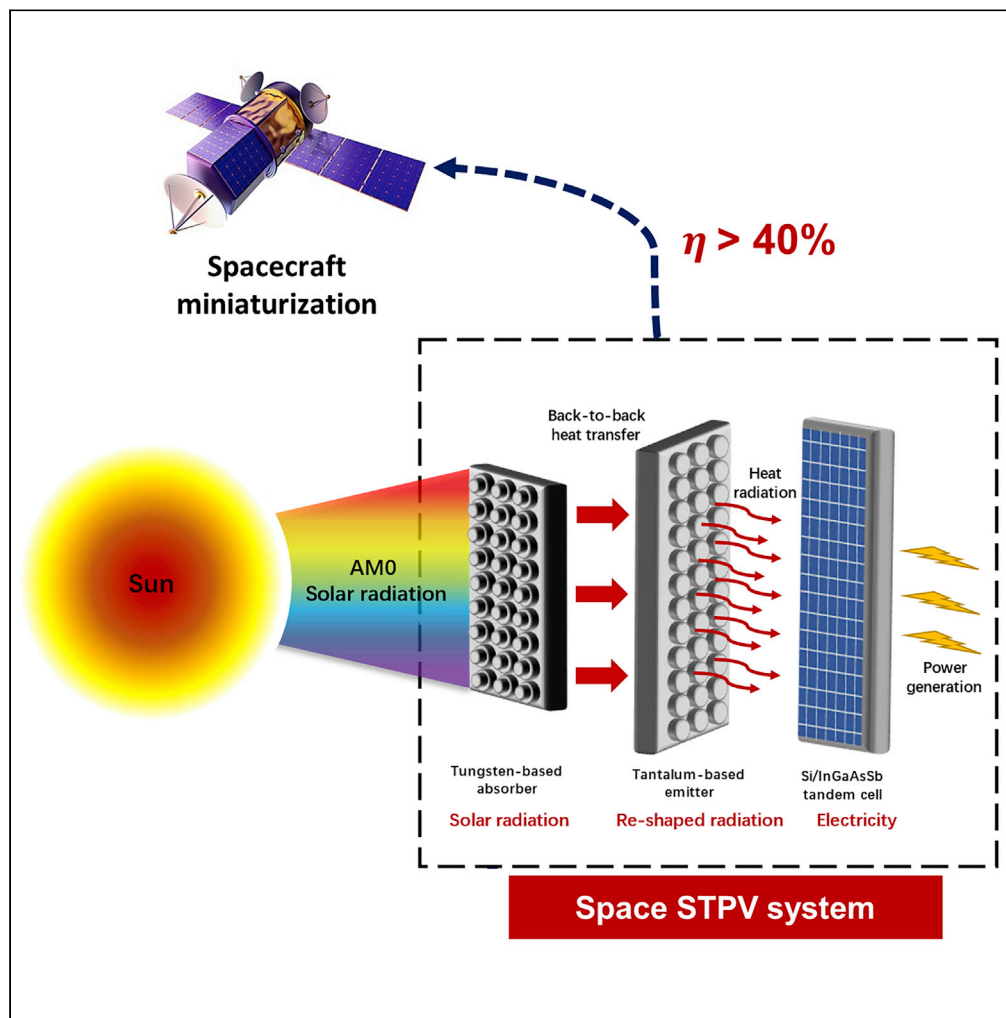 η > 40%
Spacecraft
miniaturization
Back-to-back
heat transfer
Heat
radiation
Sun
AM0
Solar radiation
Power
generation
Tungsten-based
absorber
Tantalum-based
emitter
Si/InGaAsSb
tandem cell
Solar radiation
Re-shaped radiation
Electricity
Space STPV system